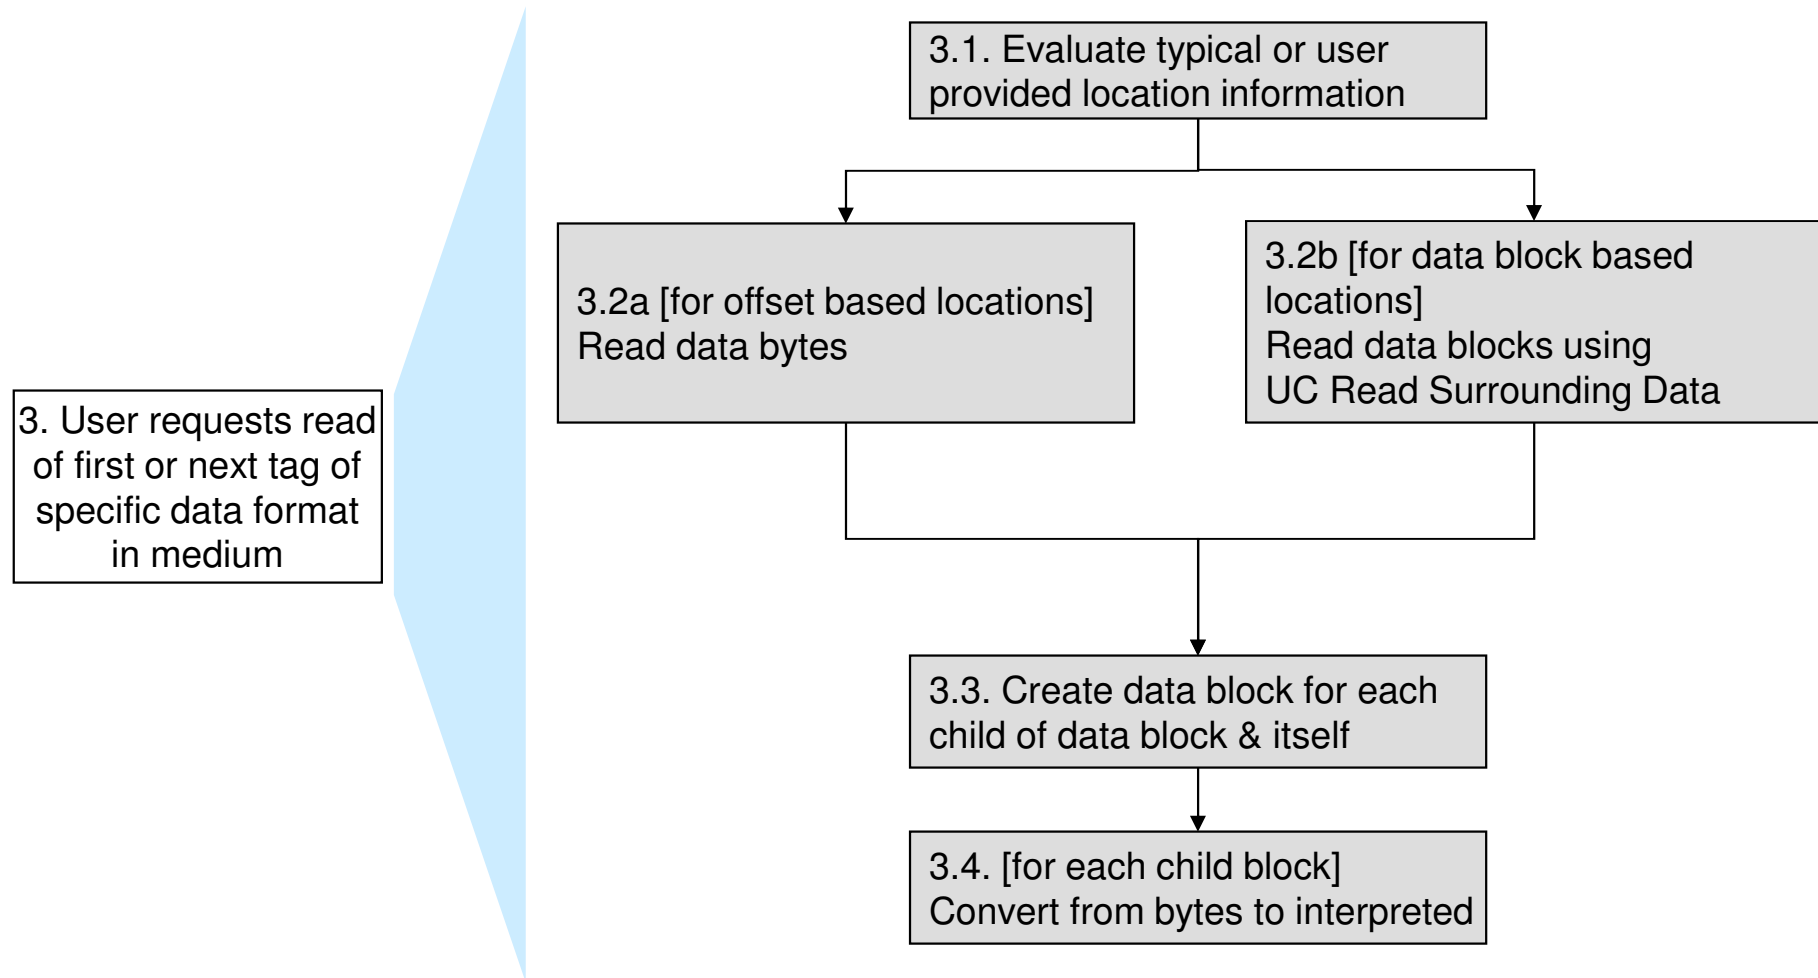 3.1. Evaluate typical or user
provided location information
3.2a [for offset based locations]
Read data bytes
3.2b [for data block based
locations]
Read data blocks using
UC Read Surrounding Data
3. User requests read
of first or next tag of
specific data format
in medium
3.3. Create data block for each
child of data block & itself
3.4. [for each child block]
Convert from bytes to interpreted